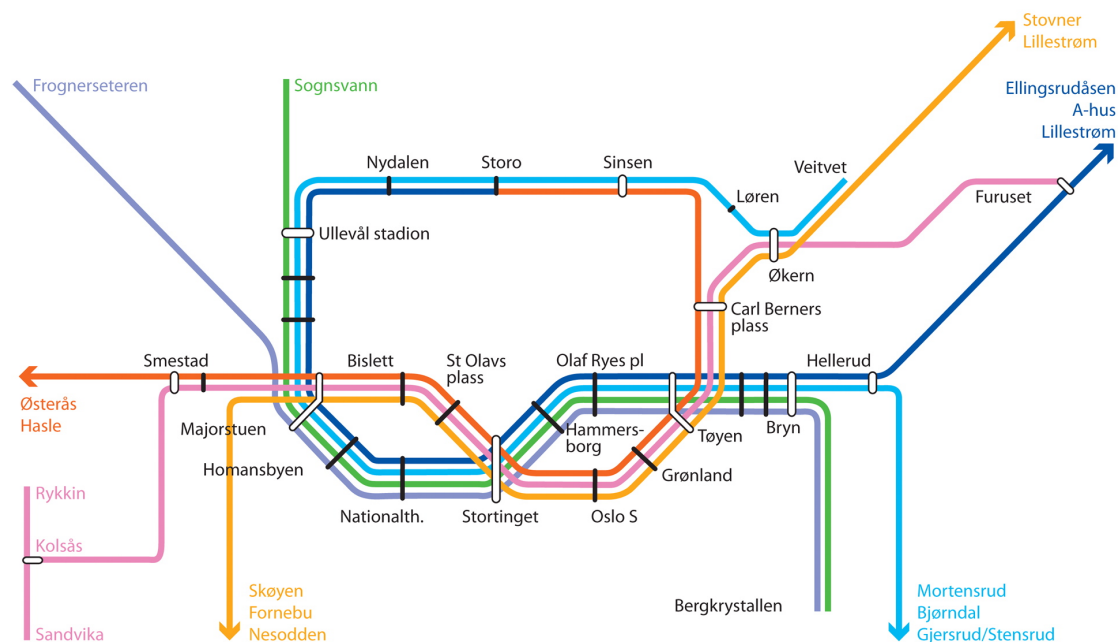 Stovner
Lillestrøm
Frognerseteren
Sognsvann
Ellingsrudåsen
A-hus
Lillestrøm
Nydalen
Storo
Sinsen
Veitvet
Løren
Furuset
Ullevål stadion
Økern
Carl Berners
plass
Smestad
Bislett
St Olavs
plass
Olaf Ryes pl
Hellerud
Østerås
Hasle
Majorstuen
Hammers-
borg
Tøyen
Bryn
Homansbyen
Grønland
Rykkin
Nationalth.
Stortinget
Oslo S
Kolsås
Skøyen
Fornebu
Nesodden
Bergkrystallen
Mortensrud
Bjørndal
Gjersrud/Stensrud
Sandvika